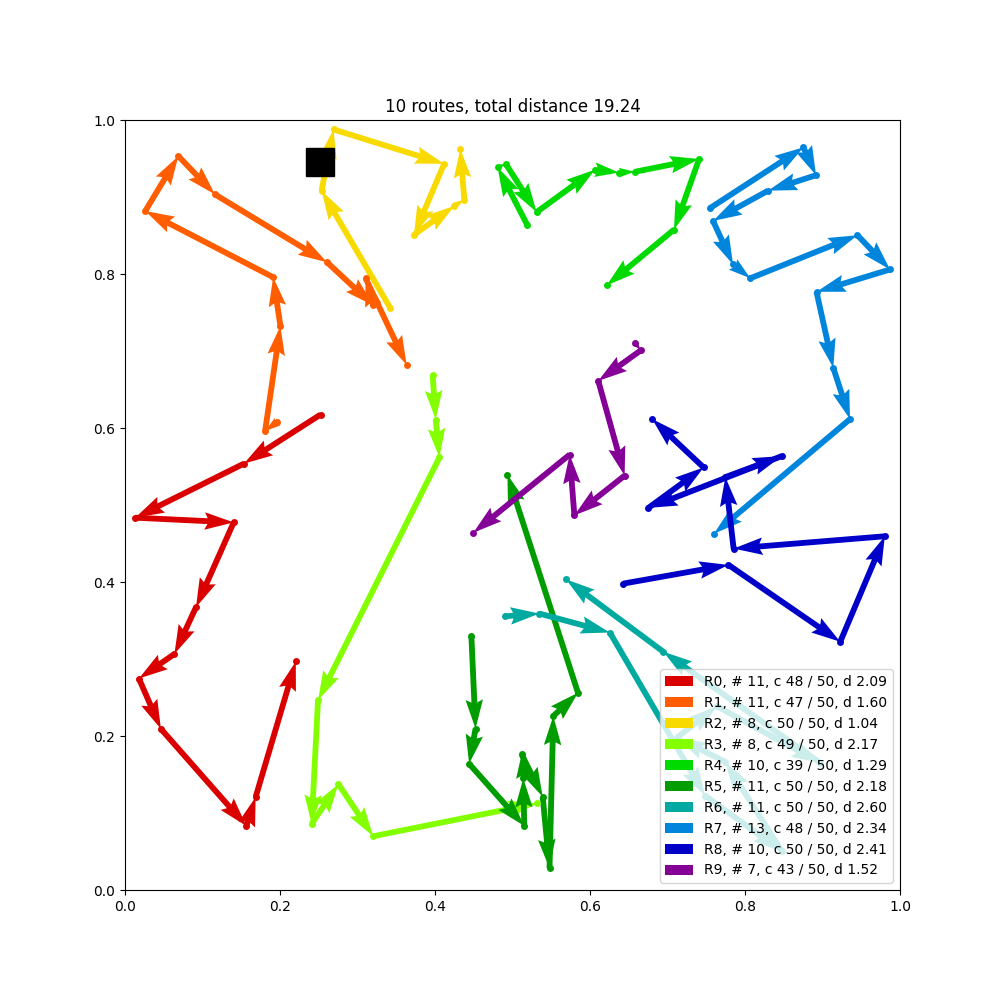 10 routes, total distance 19.24
1.0
0.8
0.6
0.4
0.2
0.0
0.0 0.2 0.4 0.6 0.8 1.0
R0, # 11, c 48 / 50, d 2.09
R1, # 11, c 47 / 50, d 1.60
R2, # 8, c 50 / 50, d 1.04
R3, # 8, c 49 / 50, d 2.17
R4, # 10, c 39 / 50, d 1.29
R5, # 11, c 50 / 50, d 2.18
R6, # 11, c 50 / 50, d 2.60
R7, # 13, c 48 / 50, d 2.34
R8, # 10, c 50 / 50, d 2.41
R9, # 7, c 43 / 50, d 1.52